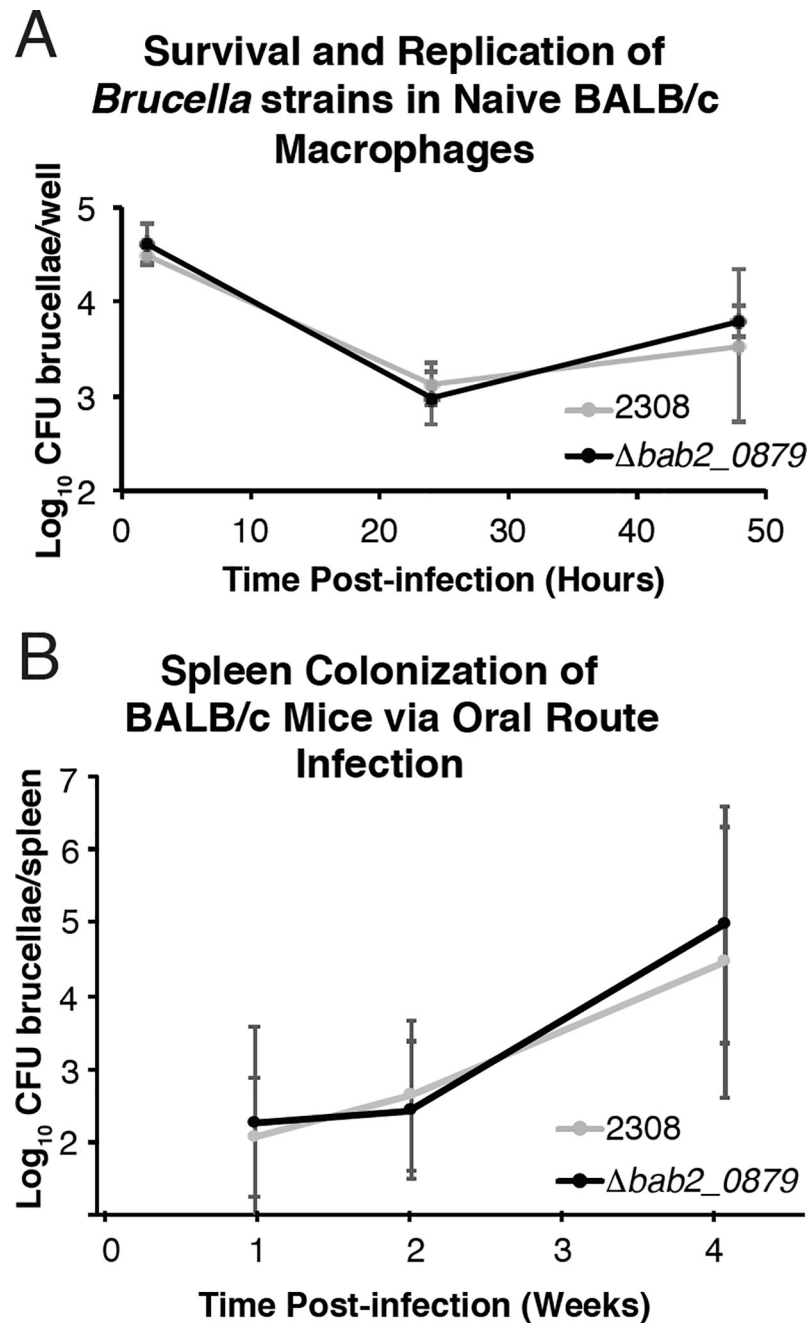 A
Survival and Replication of
Brucella strains in Naive BALB/c
Macrophages
Log₁₀ CFU brucellae/well
5
4
3
2
0 10 20 30 40 50
2308
Δbab2_0879
Time Post-infection (Hours)
B
Spleen Colonization of
BALB/c Mice via Oral Route
Infection
Log₁₀ CFU brucellae/spleen
7
6
5
4
3
2
0 1 2 3 4
2308
Δbab2_0879
Time Post-infection (Weeks)